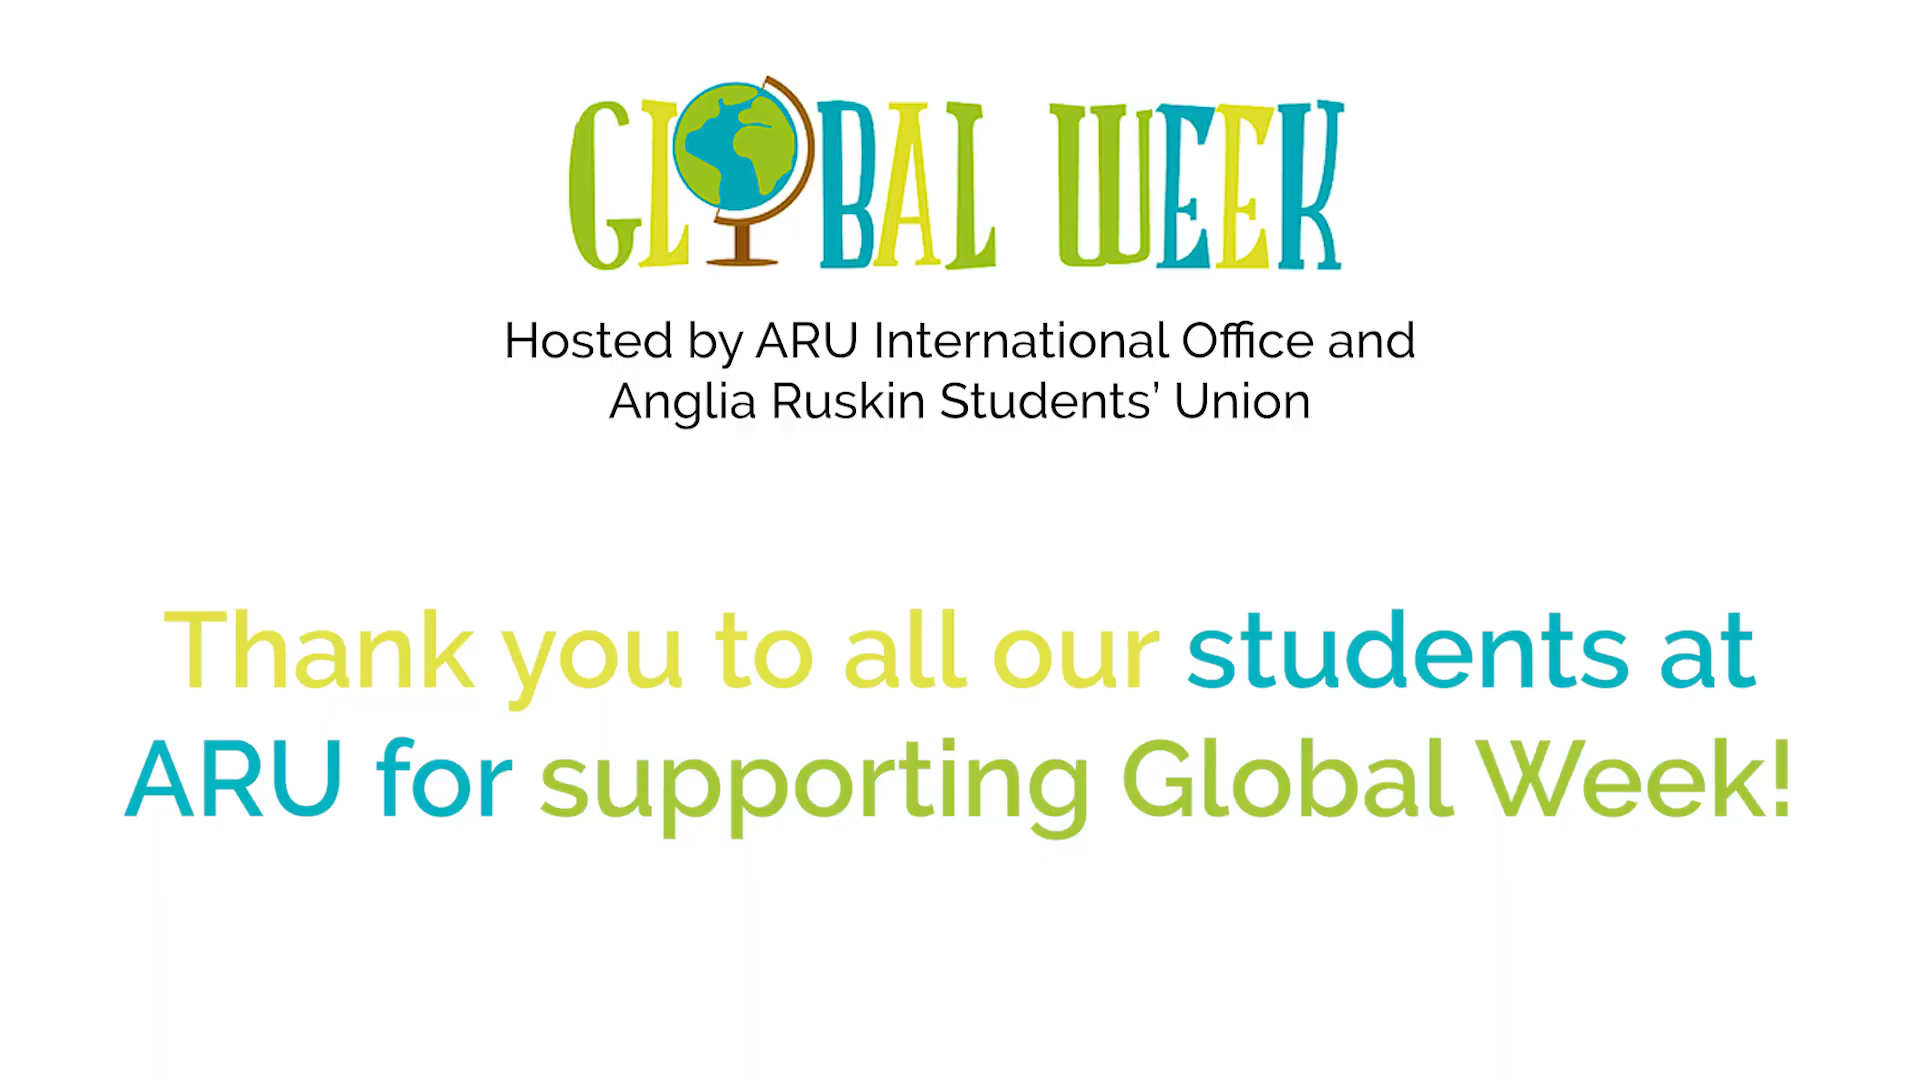 GLOBAL WEEK
Hosted by ARU International Office and
Anglia Ruskin Students’ Union
Thank you to all our students at
ARU for supporting Global Week!